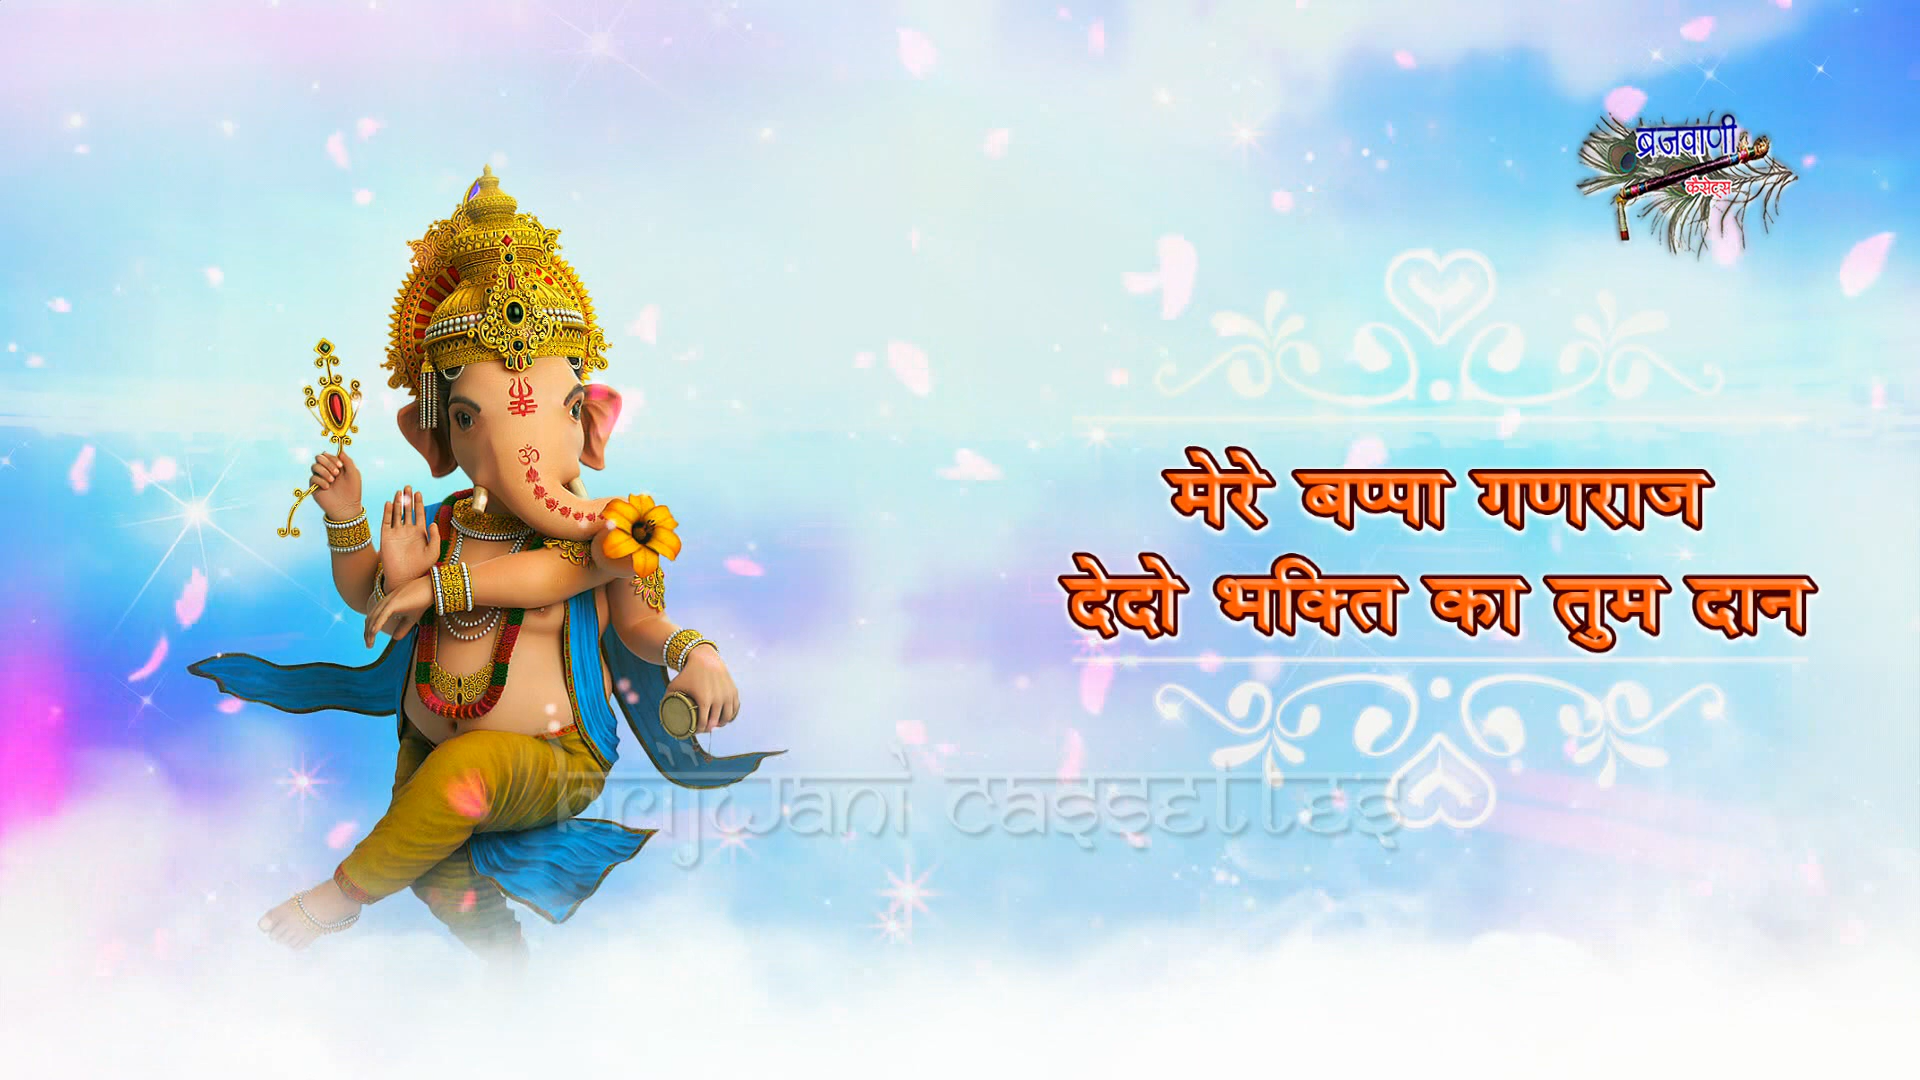 ब्रजवाणी
कैसेट्स
ॐ
मेरे बप्पा गणराज
देदो भक्ति का तुम दान
brijwani cassettes